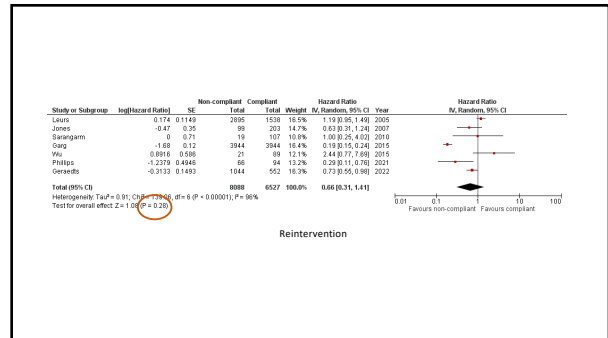 Non-compliant Compliant Hazard Ratio Hazard Ratio
Study or Subgroup log[Hazard Ratio] SE Total Total Weight IV, Random, 95% CI Year IV, Random, 95% CI
Leurs 0.174 0.1149 2895 1538 16.5% 1.19 [0.95, 1.49] 2005
Jones -0.47 0.35 99 203 14.7% 0.63 [0.31, 1.24] 2007
Sarangarm 0 0.71 19 107 10.8% 1.00 [0.25, 4.02] 2010
Garg -1.68 0.12 3944 3944 16.5% 0.19 [0.15, 0.24] 2015
Wu 0.8916 0.586 21 89 12.1% 2.44 [0.77, 7.69] 2015
Phillips -1.2379 0.4946 66 94 13.2% 0.29 [0.11, 0.76] 2021
Geraedts -0.3133 0.1493 1044 552 16.3% 0.73 [0.55, 0.98] 2022
Total (95% CI) 8088 6527 100.0% 0.66 [0.31, 1.41]
Heterogeneity: Tau² = 0.91; Chi² = df = 6 (P < 0.00001); I² = 96%
Test for overall effect: Z = 1.08 (P = 0.28)
0.01 0.1 1 10 100
Favours non-compliant Favours compliant
Reintervention